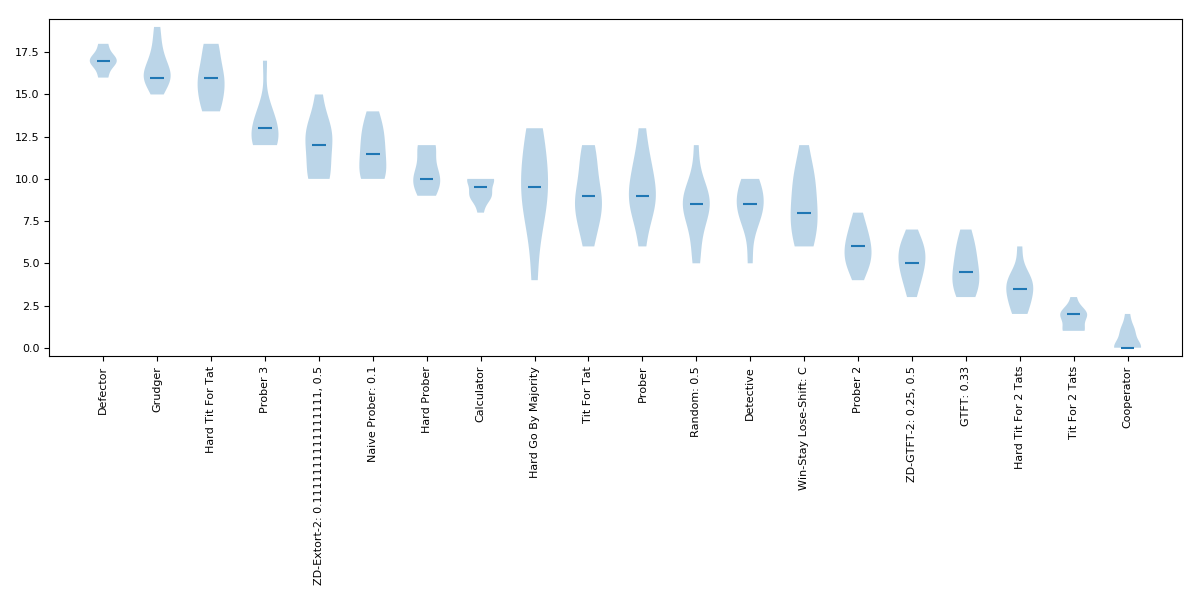 17.5
15.0
12.5
10.0
7.5
5.0
2.5
0.0
Defector
Grudger
Hard Tit For Tat
Prober 3
ZD-Extort-2: 0.1111111111111111, 0.5
Naive Prober: 0.1
Hard Prober
Calculator
Hard Go By Majority
Tit For Tat
Prober
Random: 0.5
Detective
Win-Stay Lose-Shift: C
Prober 2
ZD-GTFT-2: 0.25, 0.5
GTFT: 0.33
Hard Tit For 2 Tats
Tit For 2 Tats
Cooperator